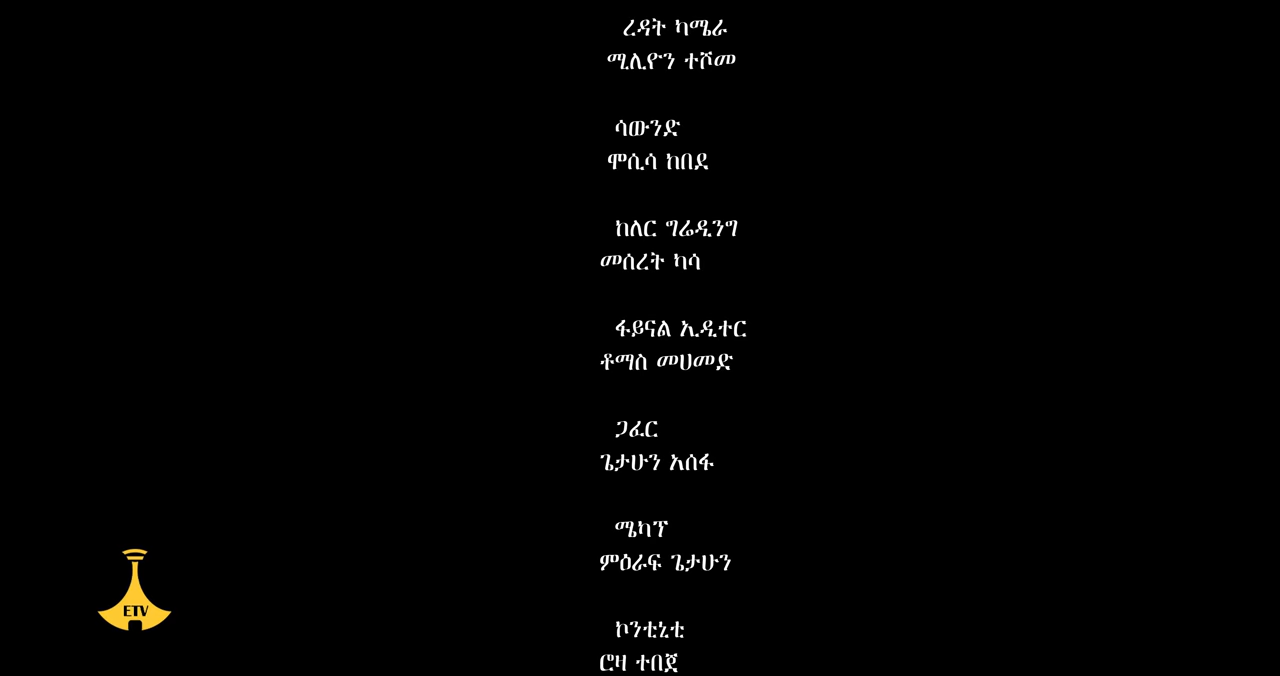 ረዳት ካሜራ
ሚሊዮን ተሾመ
ሳውንድ
ሞሲሳ ከበደ
ከለር ግሬዲንግ
መሰረት ካሳ
ፋይናል ኢዲተር
ቶማስ መሀመድ
ጋፈር
ጌታሁን አሰፋ
ሜካፕ
ምዕራፍ ጌታሁን
ኮንቲኒቲ
ሮዛ ተበጀ
ETV